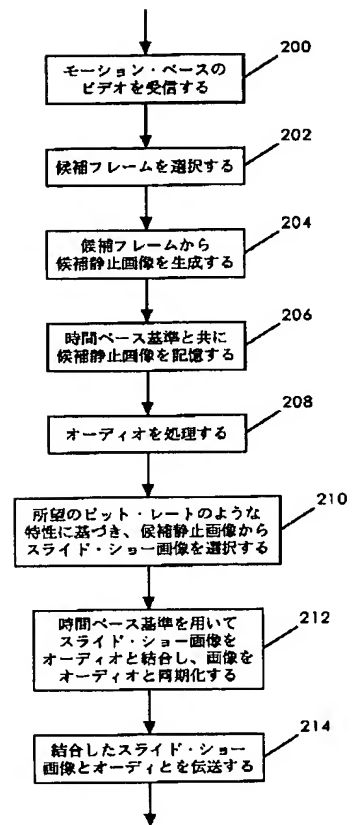 200
モーション・ベースの
ビデオを受信する
202
候補フレームを選択する
204
候補フレームから
候補静止画像を生成する
206
時間ベース基準と共に
候補静止画像を記憶する
208
オーディオを処理する
210
所望のビット・レートのような
特性に基づき、候補静止画像から
スライド・ショー画像を選択する
212
時間ベース基準を用いて
スライド・ショー画像を
オーディオと結合し、画像を
オーディオと同期化する
214
結合したスライド・ショー
画像とオーディとを伝送する